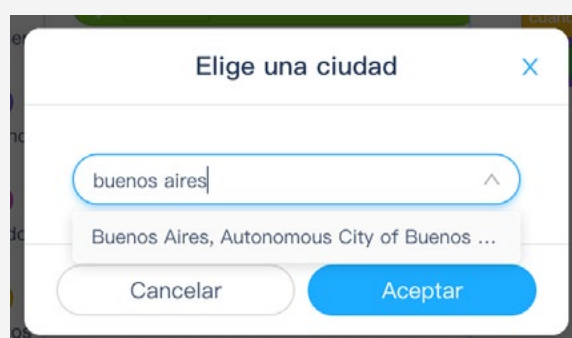 Elige una ciudad
X
buenos aires
Buenos Aires, Autonomous City of Buenos ...
Cancelar
Aceptar